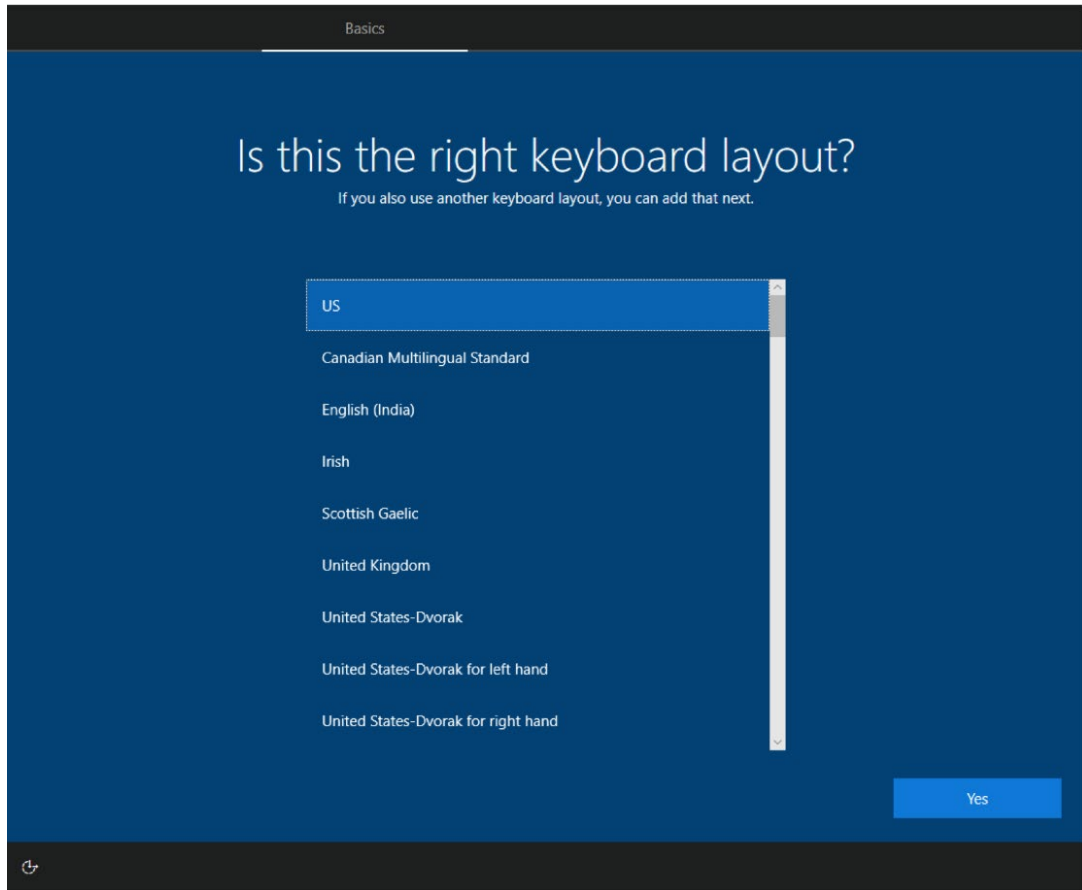 Basics
Is this the right keyboard layout?
If you also use another keyboard layout, you can add that next.
US
Canadian Multilingual Standard
English (India)
Irish
Scottish Gaelic
United Kingdom
United States-Dvorak
United States-Dvorak for left hand
United States-Dvorak for right hand
Yes